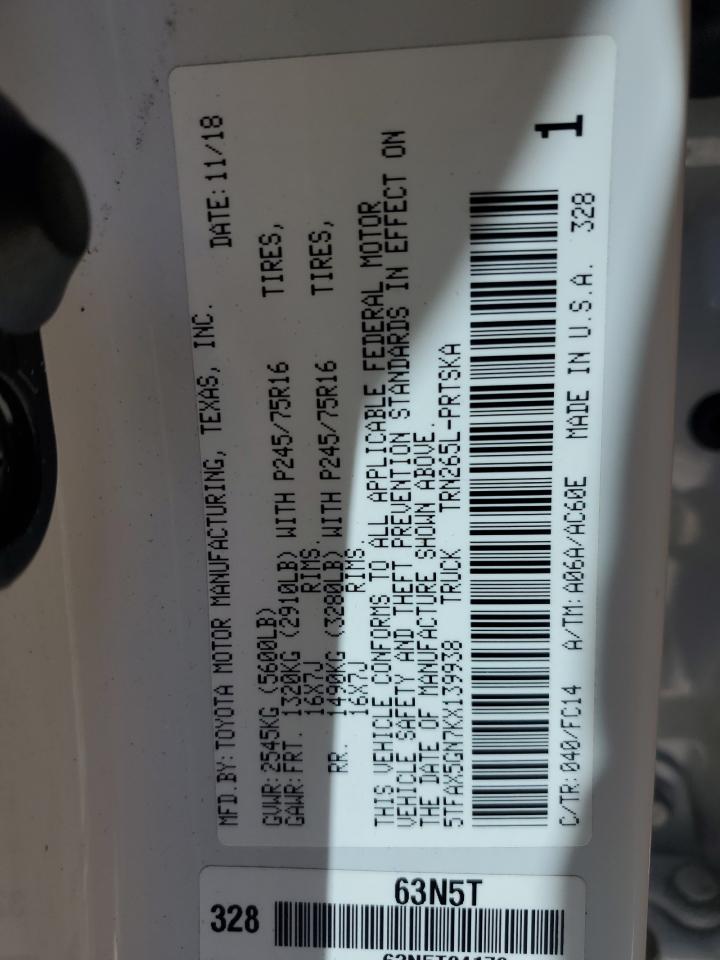 MFD.BY:TOYOTA MOTOR MANUFACTURING, TEXAS, INC. DATE:11/18
GVWR:2545KG (5600LB)
GAWR:FRT. 1320KG (2910LB) WITH P245/75R16 TIRES,
16X7J RIMS
RR. 1490KG (3280LB) WITH P245/75R16 TIRES,
16X7J RIMS
THIS VEHICLE CONFORMS TO ALL APPLICABLE FEDERAL MOTOR
VEHICLE SAFETY AND THEFT PREVENTION STANDARDS IN EFFECT ON
THE DATE OF MANUFACTURE SHOWN ABOVE.
5TFAX5GN7KX139938 TRUCK TRN265L-PRTSKA
1
C/TR:040/FC14 A/TM:A06A/AC60E MADE IN U.S.A. 328
63N5T
328